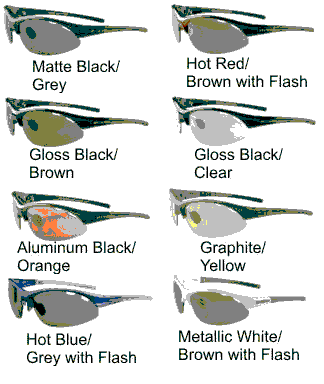 Matte Black/
Grey
Hot Red/
Brown with Flash
Gloss Black/
Brown
Gloss Black/
Clear
Aluminum Black/
Orange
Graphite/
Yellow
Hot Blue/
Grey with Flash
Metallic White/
Brown with Flash